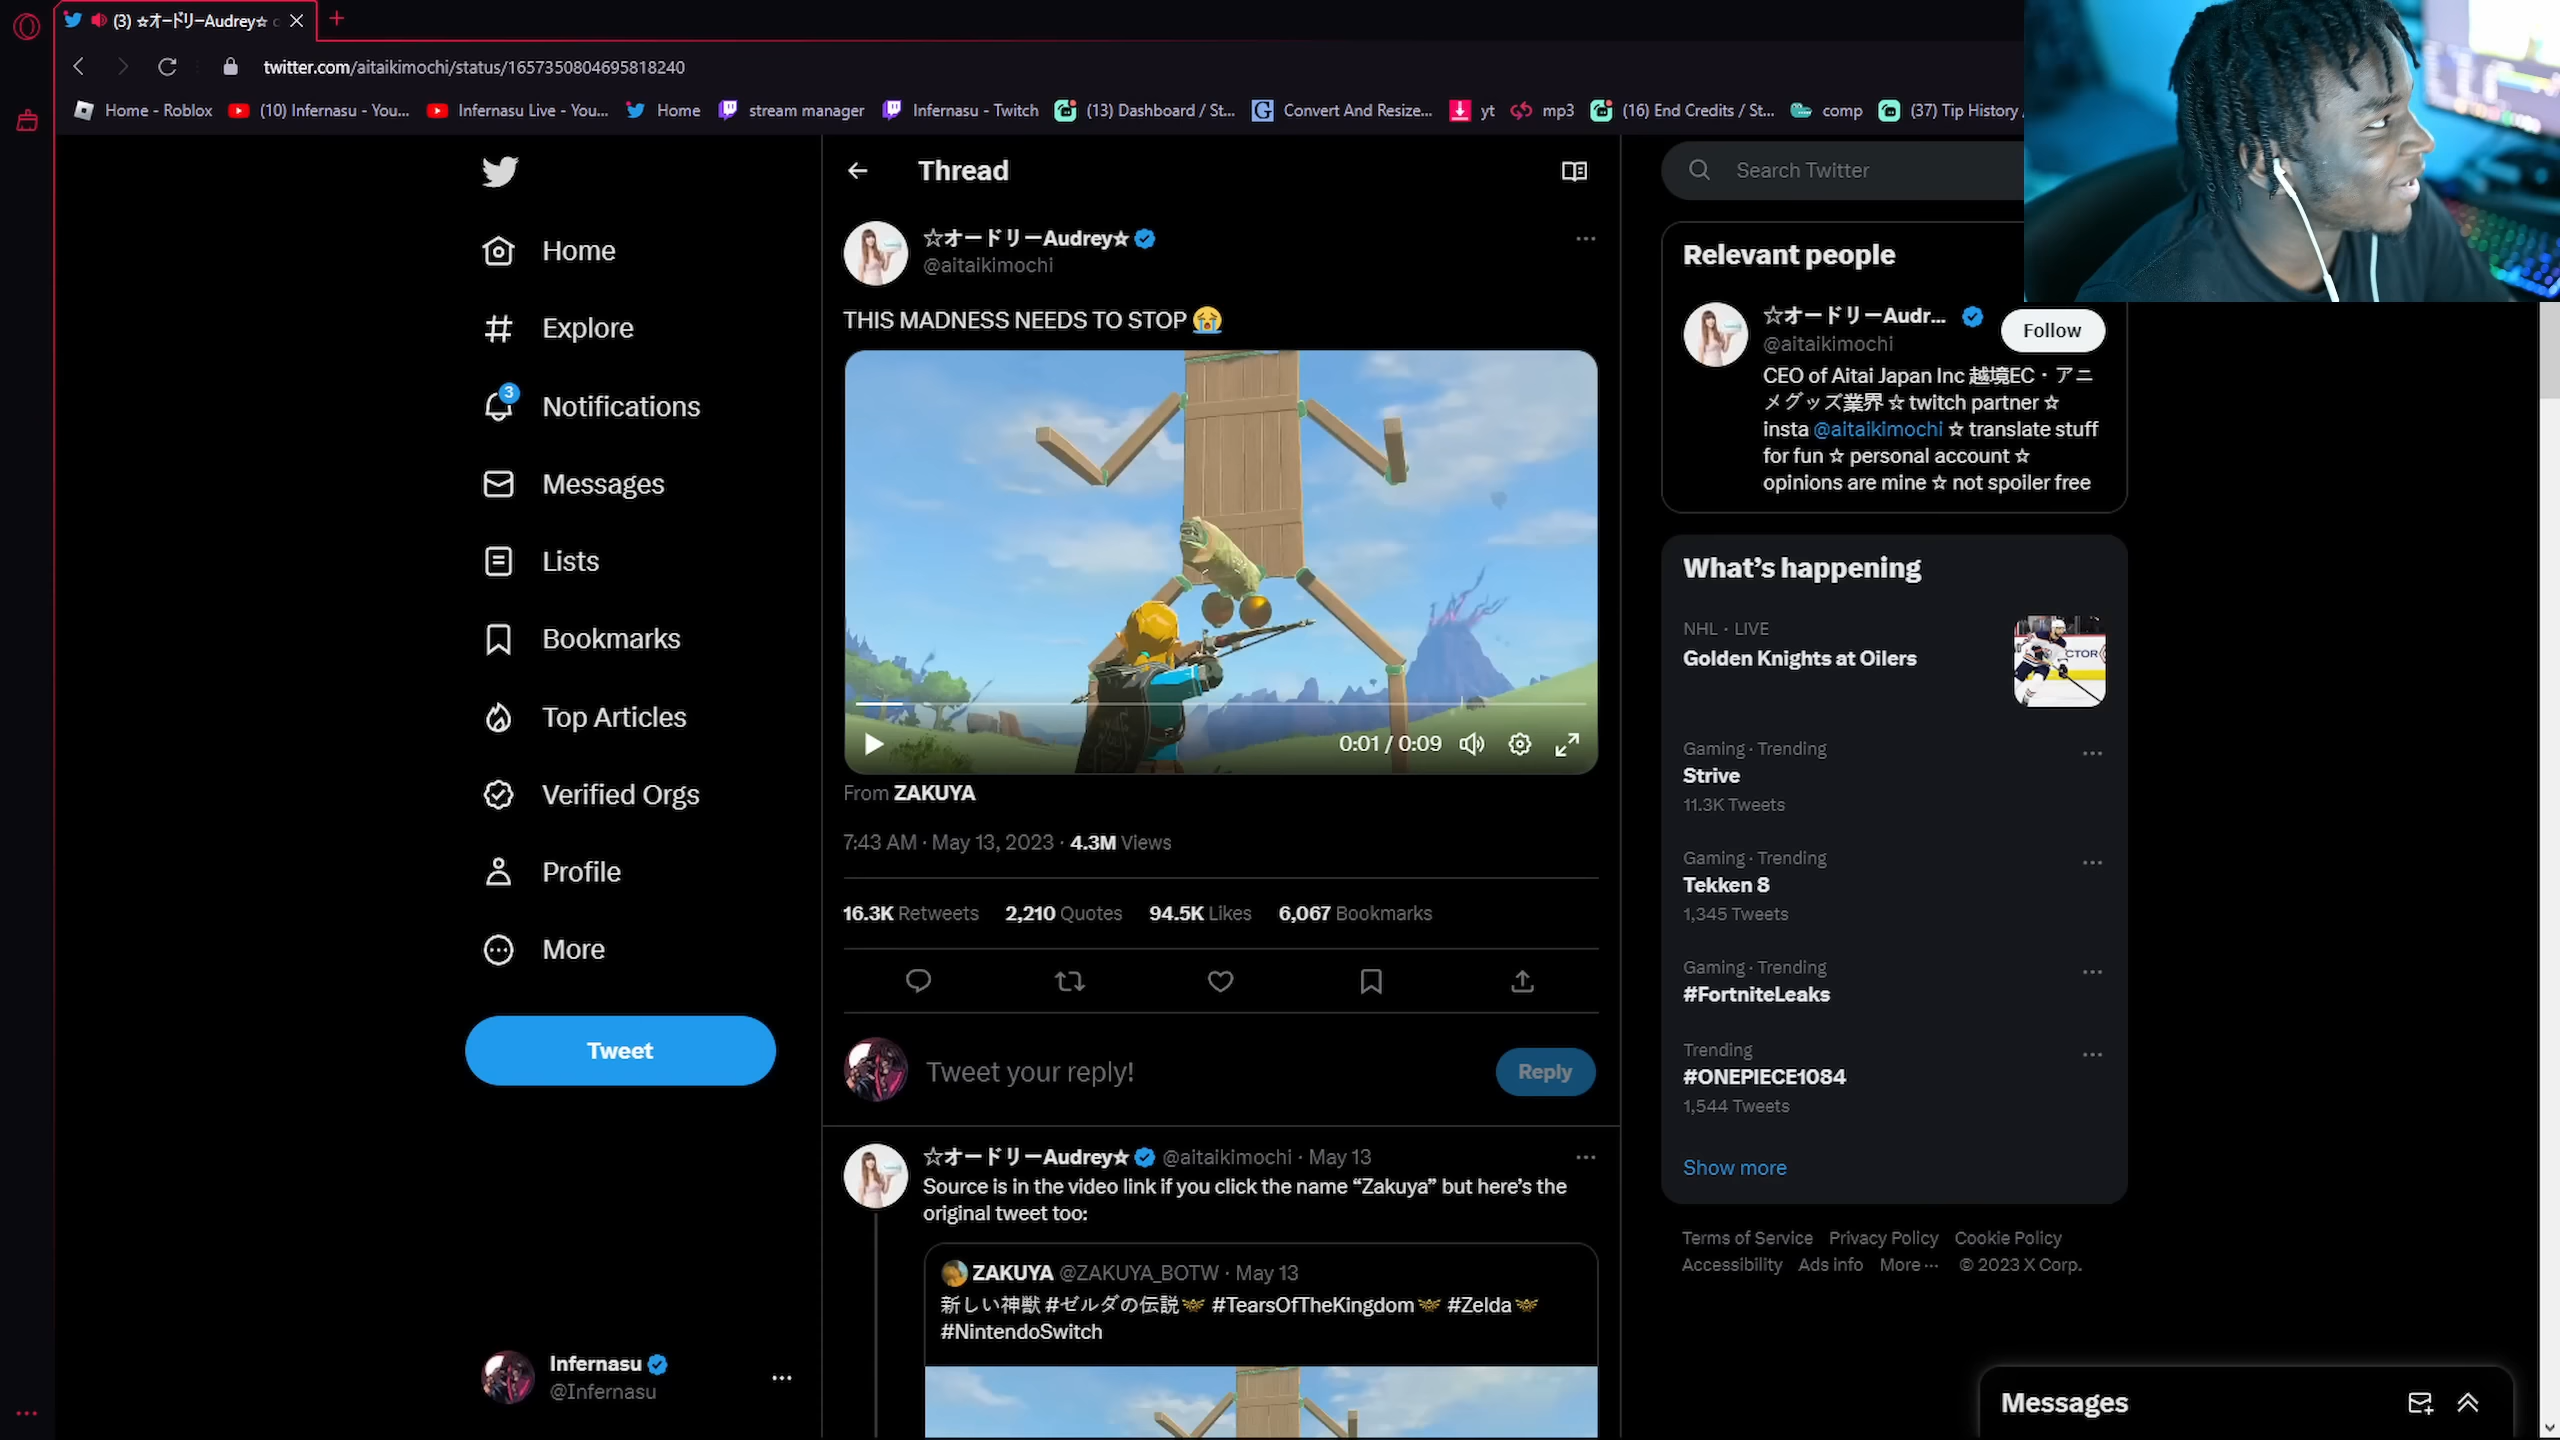 (3) ☆オードリーAudrey☆ c
twitter.com/aitaikimochi/status/1657350804695818240
Home - Roblox
(10) Infernasu - You...
Infernasu Live - You...
Home
stream manager
Infernasu - Twitch
(13) Dashboard / St...
Convert And Resize...
yt
mp3
(16) End Credits / St...
comp
(37) Tip History /
Home
Explore
3
Notifications
Messages
Lists
Bookmarks
Top Articles
Verified Orgs
Profile
More
Tweet
Infernasu
@Infernasu
Thread
☆オードリーAudrey☆
@aitaikimochi
THIS MADNESS NEEDS TO STOP 😭
0:01 / 0:09
From ZAKUYA
7:43 AM · May 13, 2023 · 4.3M Views
16.3K Retweets 2,210 Quotes 94.5K Likes 6,067 Bookmarks
Tweet your reply!
Reply
☆オードリーAudrey☆ @aitaikimochi · May 13
Source is in the video link if you click the name “Zakuya” but here’s the
original tweet too:
ZAKUYA @ZAKUYA_BOTW · May 13
新しい神獣 #ゼルダの伝説 #TearsOfTheKingdom #Zelda
#NintendoSwitch
Search Twitter
Relevant people
☆オードリーAudr...
@aitaikimochi
Follow
CEO of Aitai Japan Inc 越境EC・アニ
メグッズ業界 ☆ twitch partner ☆
insta @aitaikimochi ☆ translate stuff
for fun ☆ personal account ☆
opinions are mine ☆ not spoiler free
What’s happening
NHL · LIVE
Golden Knights at Oilers
CTOR
Gaming · Trending
Strive
11.3K Tweets
Gaming · Trending
Tekken 8
1,345 Tweets
Gaming · Trending
#FortniteLeaks
Trending
#ONEPIECE1084
1,544 Tweets
Show more
Terms of Service Privacy Policy Cookie Policy
Accessibility Ads info More ··· © 2023 X Corp.
Messages